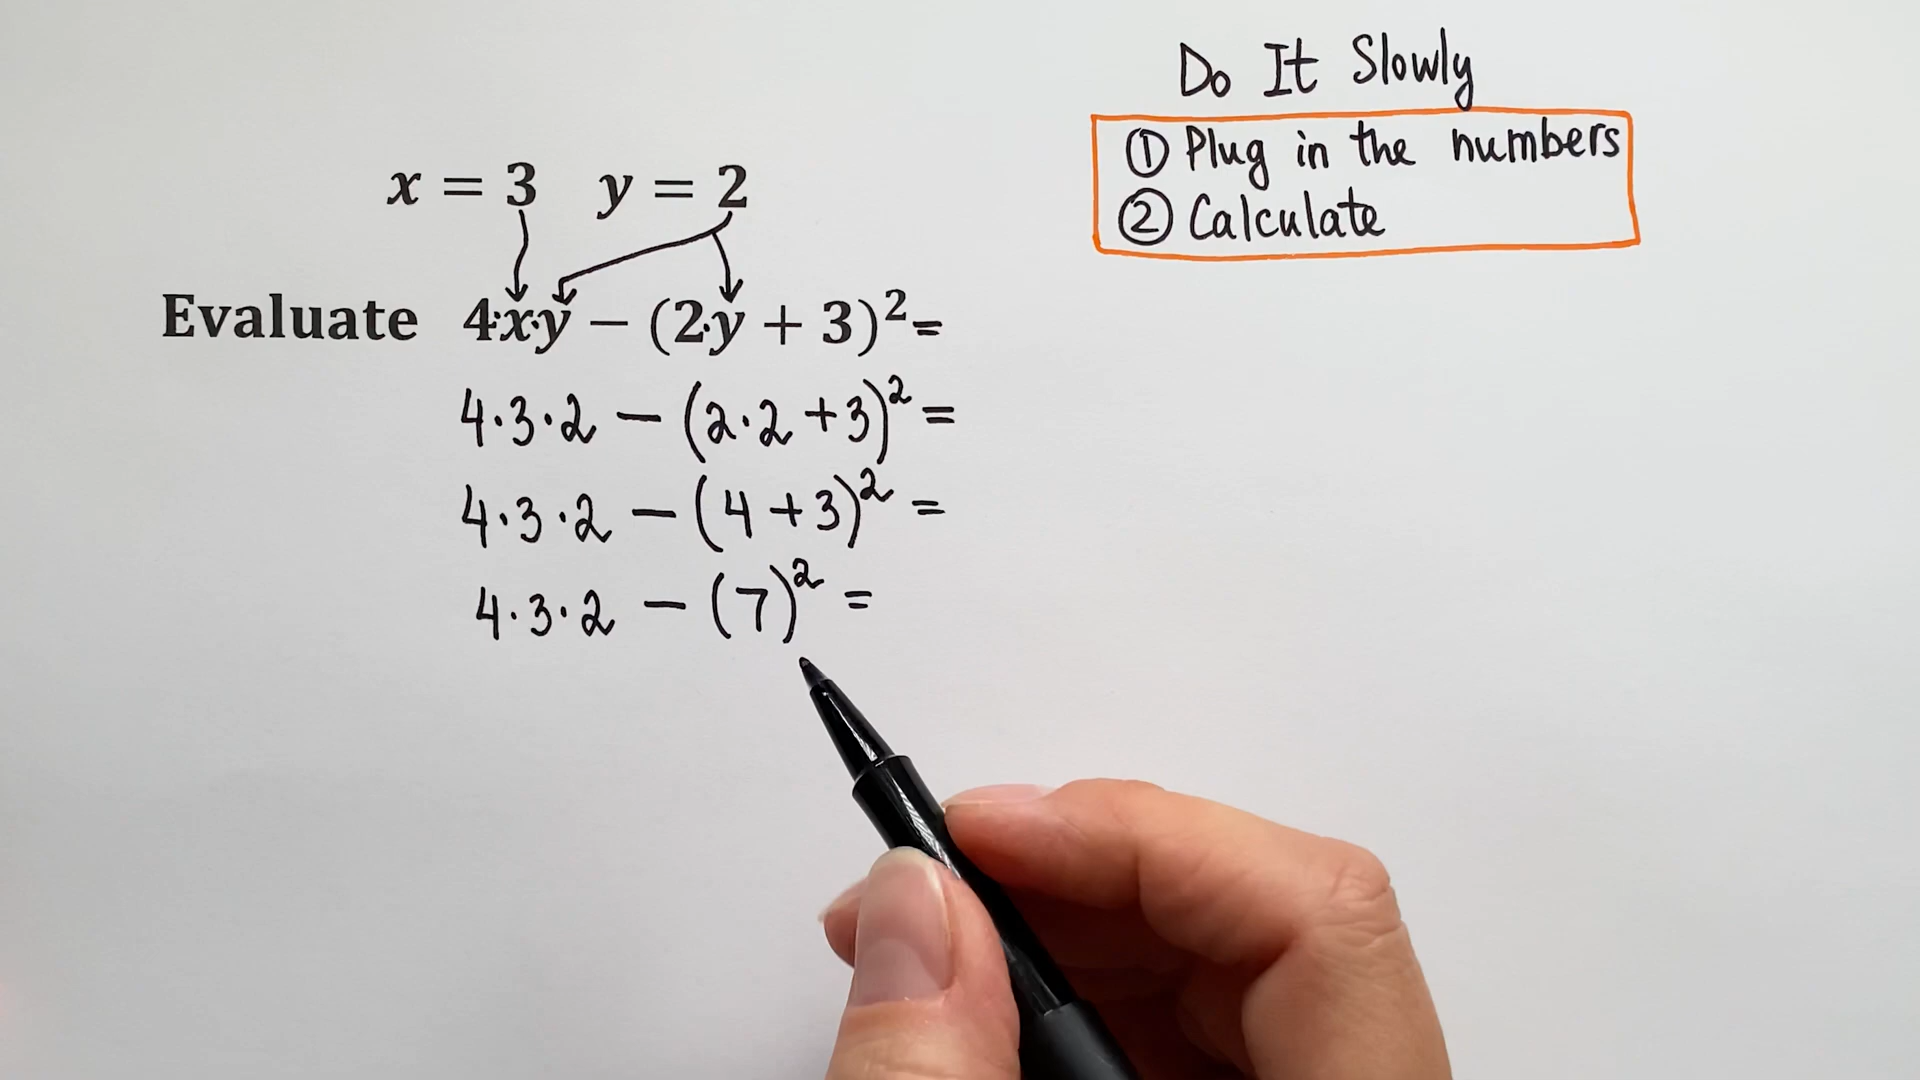 Do It Slowly
① Plug in the numbers
② Calculate
x = 3 y = 2
Evaluate 4·x·y − (2·y + 3)² =
4·3·2 − (2·2 + 3)² =
4·3·2 − (4 + 3)² =
4·3·2 − (7)² =